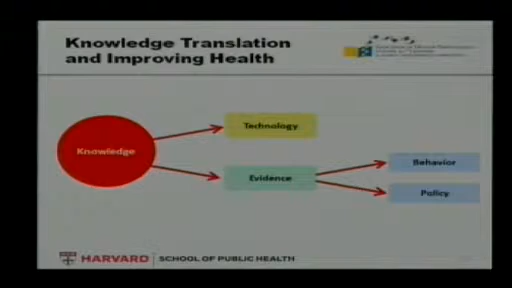 Knowledge Translation
and Improving Health
Knowledge
Technology
Evidence
Behavior
Policy
HARVARD SCHOOL OF PUBLIC HEALTH